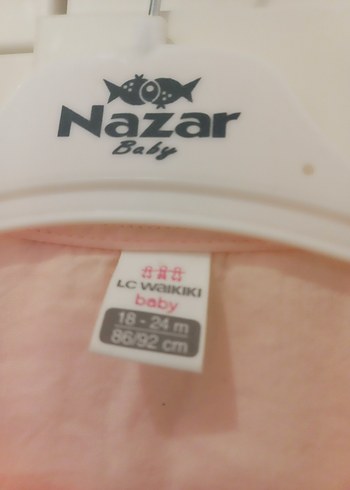 Nazar
Baby
LC WaIKIKI
baby
18 - 24 m
86/92 cm